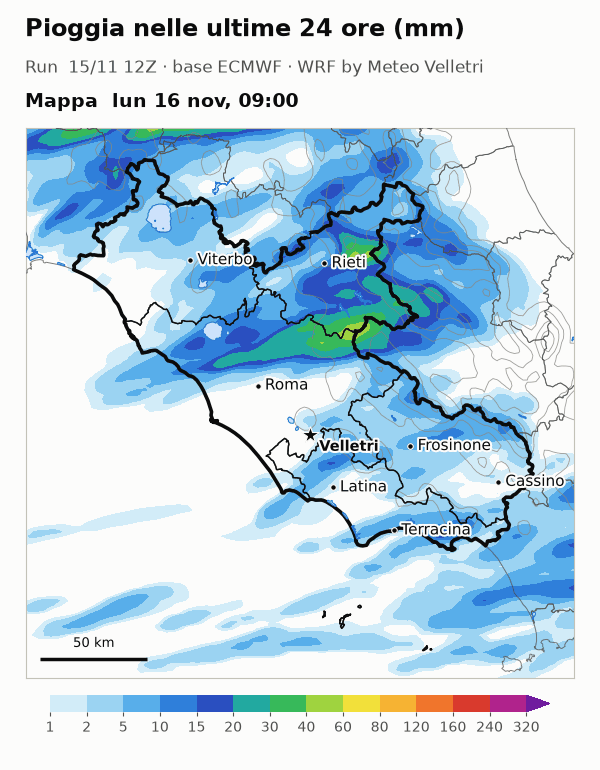 Pioggia nelle ultime 24 ore (mm)
Run 15/11 12Z · base ECMWF · WRF by Meteo Velletri
Mappa lun 16 nov, 09:00
Viterbo
Rieti
Roma
Velletri
Frosinone
Latina
Cassino
Terracina
50 km
1 2 5 10 15 20 30 40 60 80 120 160 240 320